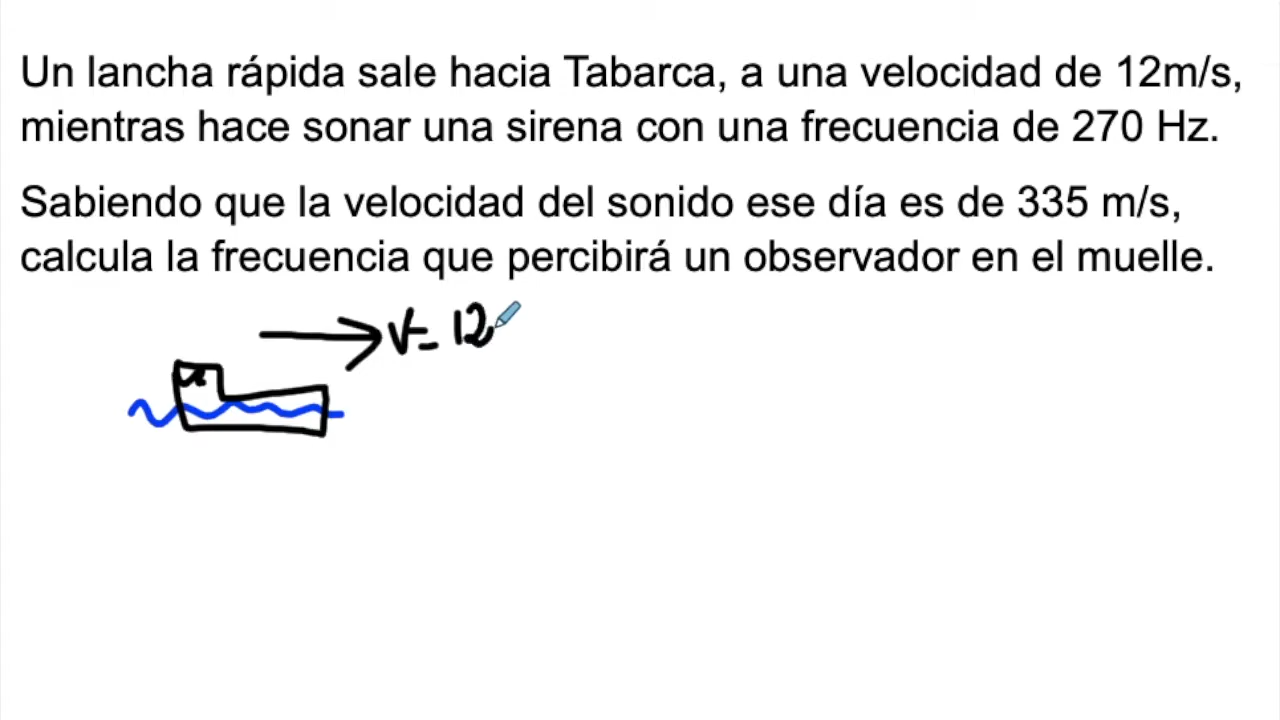 Un lancha rápida sale hacia Tabarca, a una velocidad de 12m/s,
mientras hace sonar una sirena con una frecuencia de 270 Hz.
Sabiendo que la velocidad del sonido ese día es de 335 m/s,
calcula la frecuencia que percibirá un observador en el muelle.
V= 12